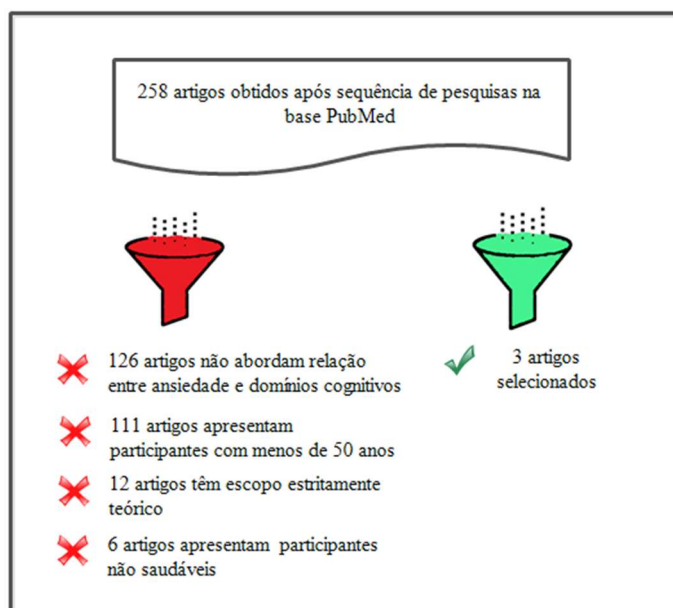 258 artigos obtidos após sequência de pesquisas na
base PubMed
126 artigos não abordam relação
entre ansiedade e domínios cognitivos
111 artigos apresentam
participantes com menos de 50 anos
12 artigos têm escopo estritamente
teórico
6 artigos apresentam participantes
não saudáveis
3 artigos
selecionados